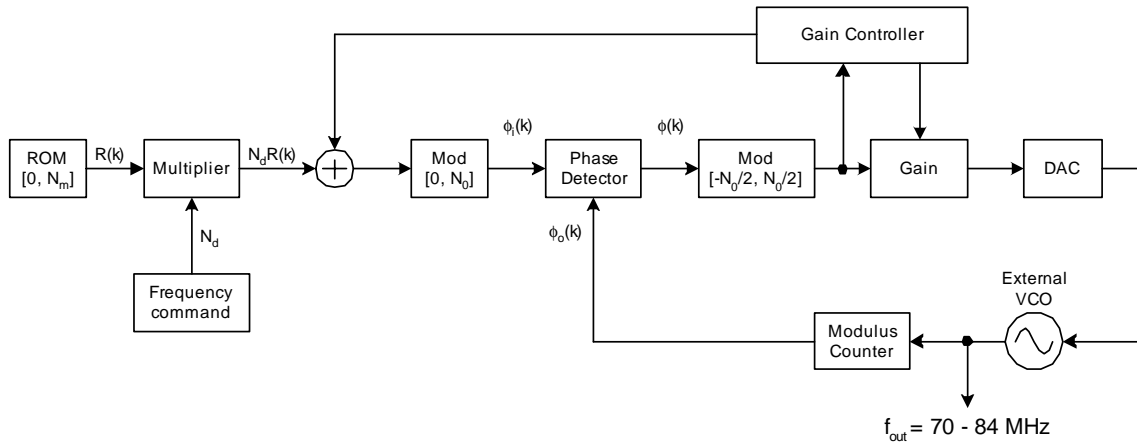 Gain Controller
ROM
[0, N_m]
R(k)
Multiplier
N_dR(k)
+
Mod
[0, N_0]
ϕ_i(k)
Phase
Detector
ϕ(k)
Mod
[-N_0/2, N_0/2]
Gain
DAC
N_d
ϕ_o(k)
Frequency
command
Modulus
Counter
External
VCO
f_out = 70 - 84 MHz